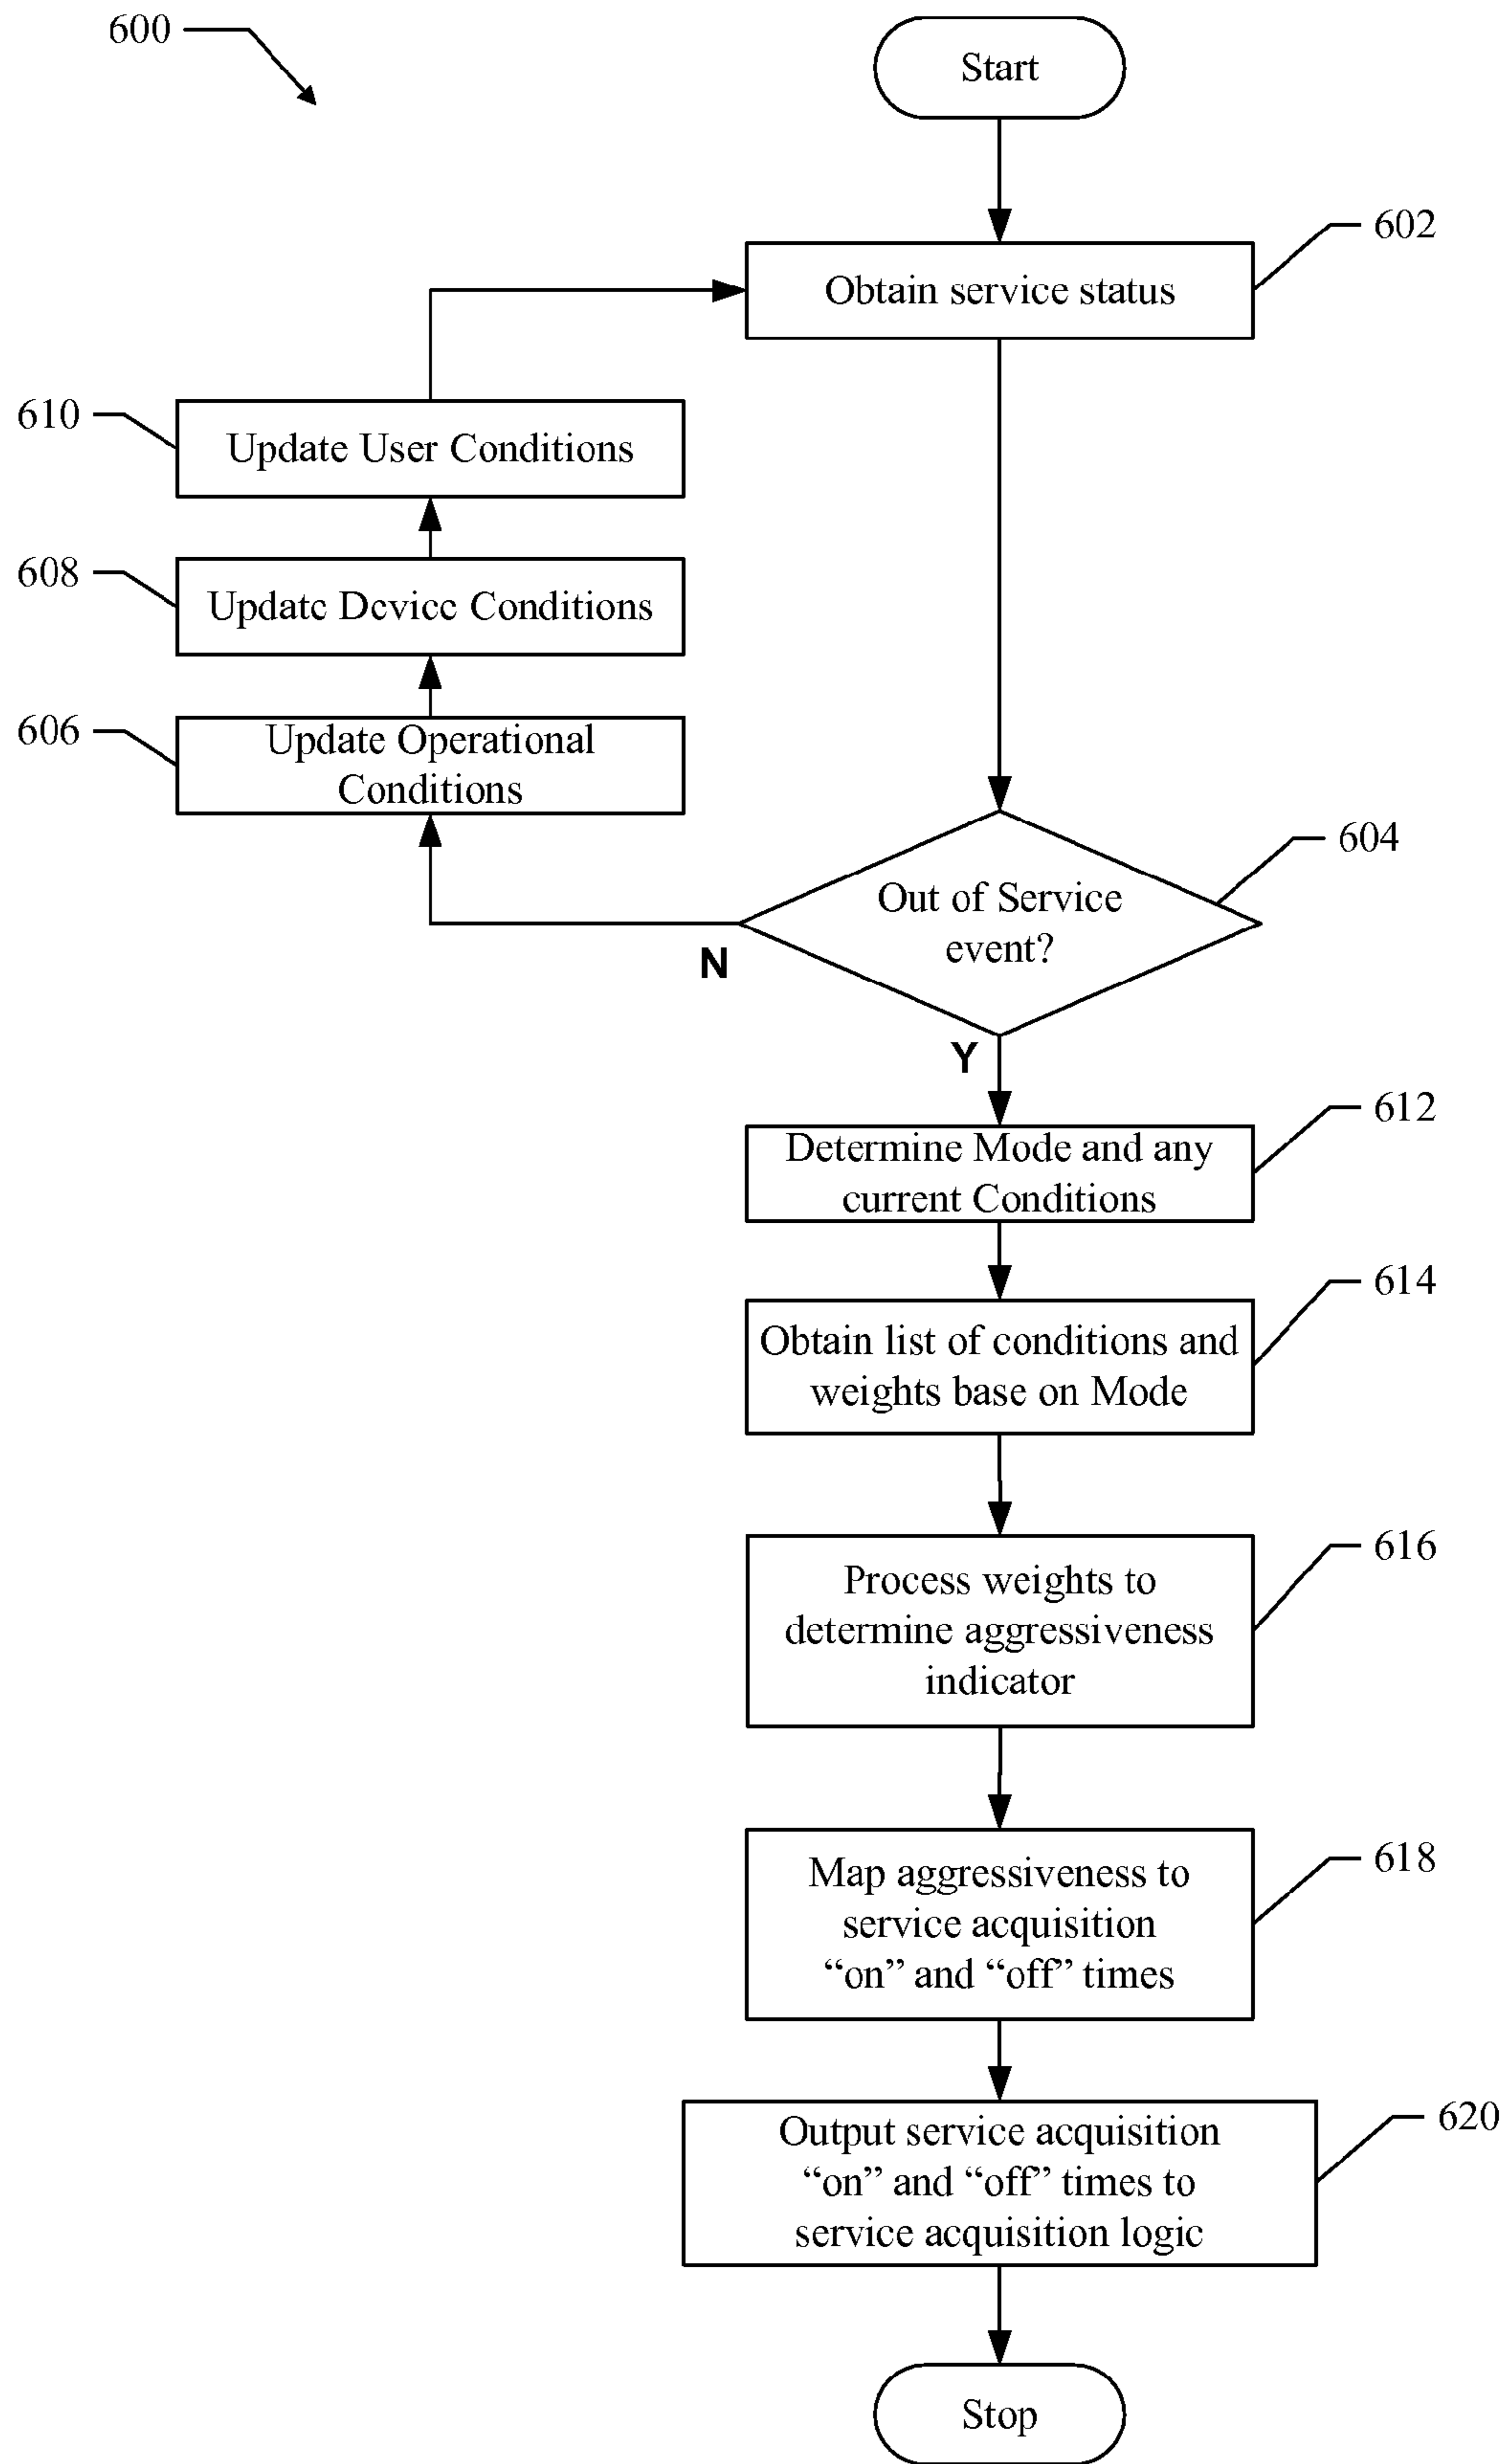 600
Start
602
Obtain service status
610
Update User Conditions
608
Update Device Conditions
606
Update Operational
Conditions
604
Out of Service
event?
N
Y
612
Determine Mode and any
current Conditions
614
Obtain list of conditions and
weights base on Mode
616
Process weights to
determine aggressiveness
indicator
618
Map aggressiveness to
service acquisition
“on” and “off” times
620
Output service acquisition
“on” and “off” times to
service acquisition logic
Stop